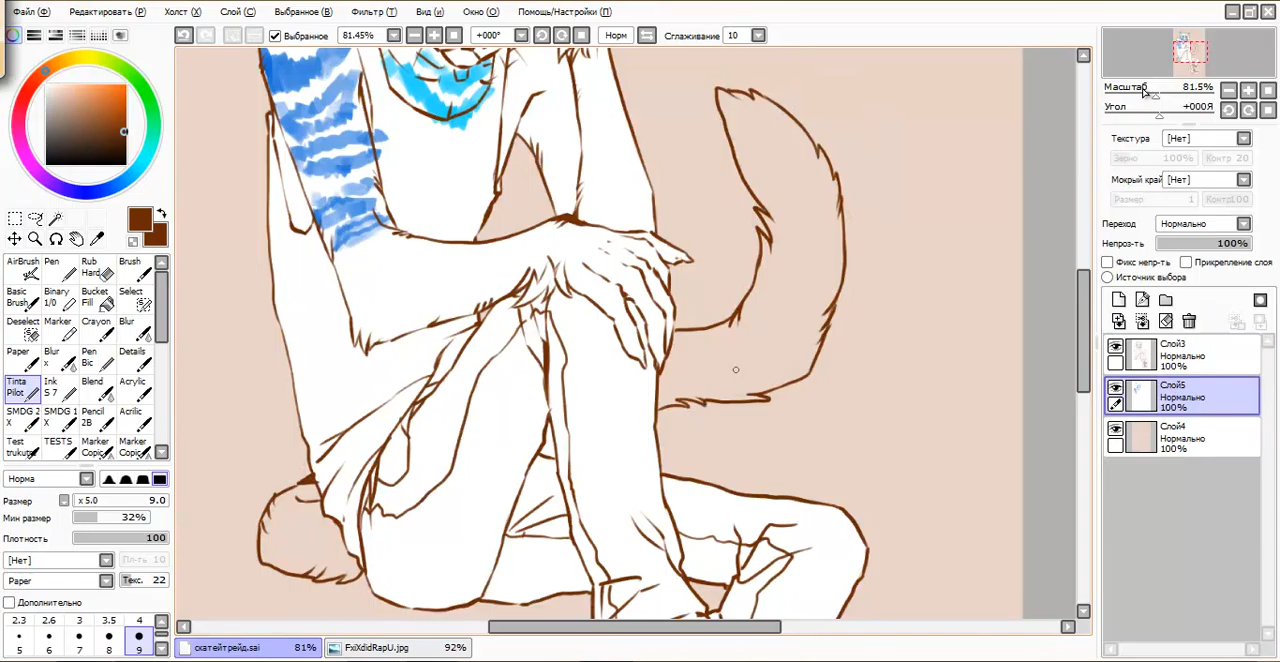 Файл (Ф) Редактировать (Р) Холст (Х) Слой (С) Выбранное (В) Фильтр (Т) Вид (и) Окно (О) Помощь/Настройки (П)
Выбранное 81.45% +000° Норм Сглаживание 10
Масштаб 81.5%
Угол +000Я
Текстура [Нет]
Зерно 100% Контр 20
Мокрый край [Нет]
Размер 1 Контр100
Переход Нормально
Непроз-ть 100%
Фикс непр-ть Прикрепление слоя
Источник выбора
Слой3
Нормально
100%
Слой5
Нормально
100%
Слой4
Нормально
100%
AirBrush Pen Rub Hard Brush
Basic Brush Binary 1/0 Bucket Fill Select
Deselect Marker Crayon Blur
Paper Blur x Pen Bic Details
Tinta Pilot Ink S 7 Blend Acrylic
SMDG 2 X SMDG 1 X Pencil 2B Acrilic
Test trukut TESTS Marker Copic Marker Copic
Норма
Размер x 5.0 9.0
Мин размер 32%
Плотность 100
[Нет] Пл-ть 10
Paper Текс. 22
Дополнительно
2.3 2.6 3 3.5 4
5 6 7 8 9
скатейтрейд.sai 81% FxiXdidRapU.jpg 92%